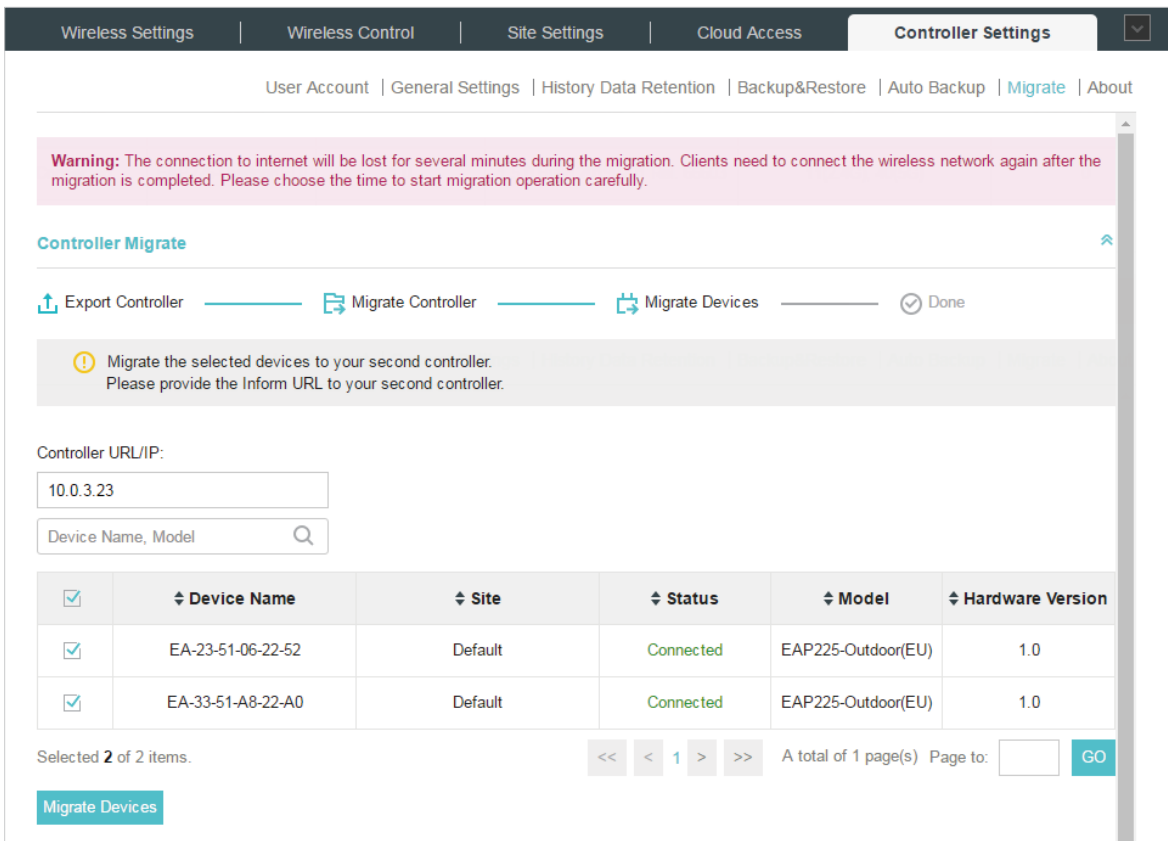 Wireless Settings | Wireless Control | Site Settings | Cloud Access Controller Settings
User Account | General Settings | History Data Retention | Backup&Restore | Auto Backup | Migrate | About
Warning: The connection to internet will be lost for several minutes during the migration. Clients need to connect the wireless network again after the
migration is completed. Please choose the time to start migration operation carefully.
Controller Migrate
Export Controller Migrate Controller Migrate Devices Done
Migrate the selected devices to your second controller.
Please provide the Inform URL to your second controller.
Controller URL/IP:
10.0.3.23
Device Name, Model
Device Name Site Status Model Hardware Version
EA-23-51-06-22-52 Default Connected EAP225-Outdoor(EU) 1.0
EA-33-51-A8-22-A0 Default Connected EAP225-Outdoor(EU) 1.0
Selected 2 of 2 items. << < 1 > >> A total of 1 page(s) Page to: GO
Migrate Devices